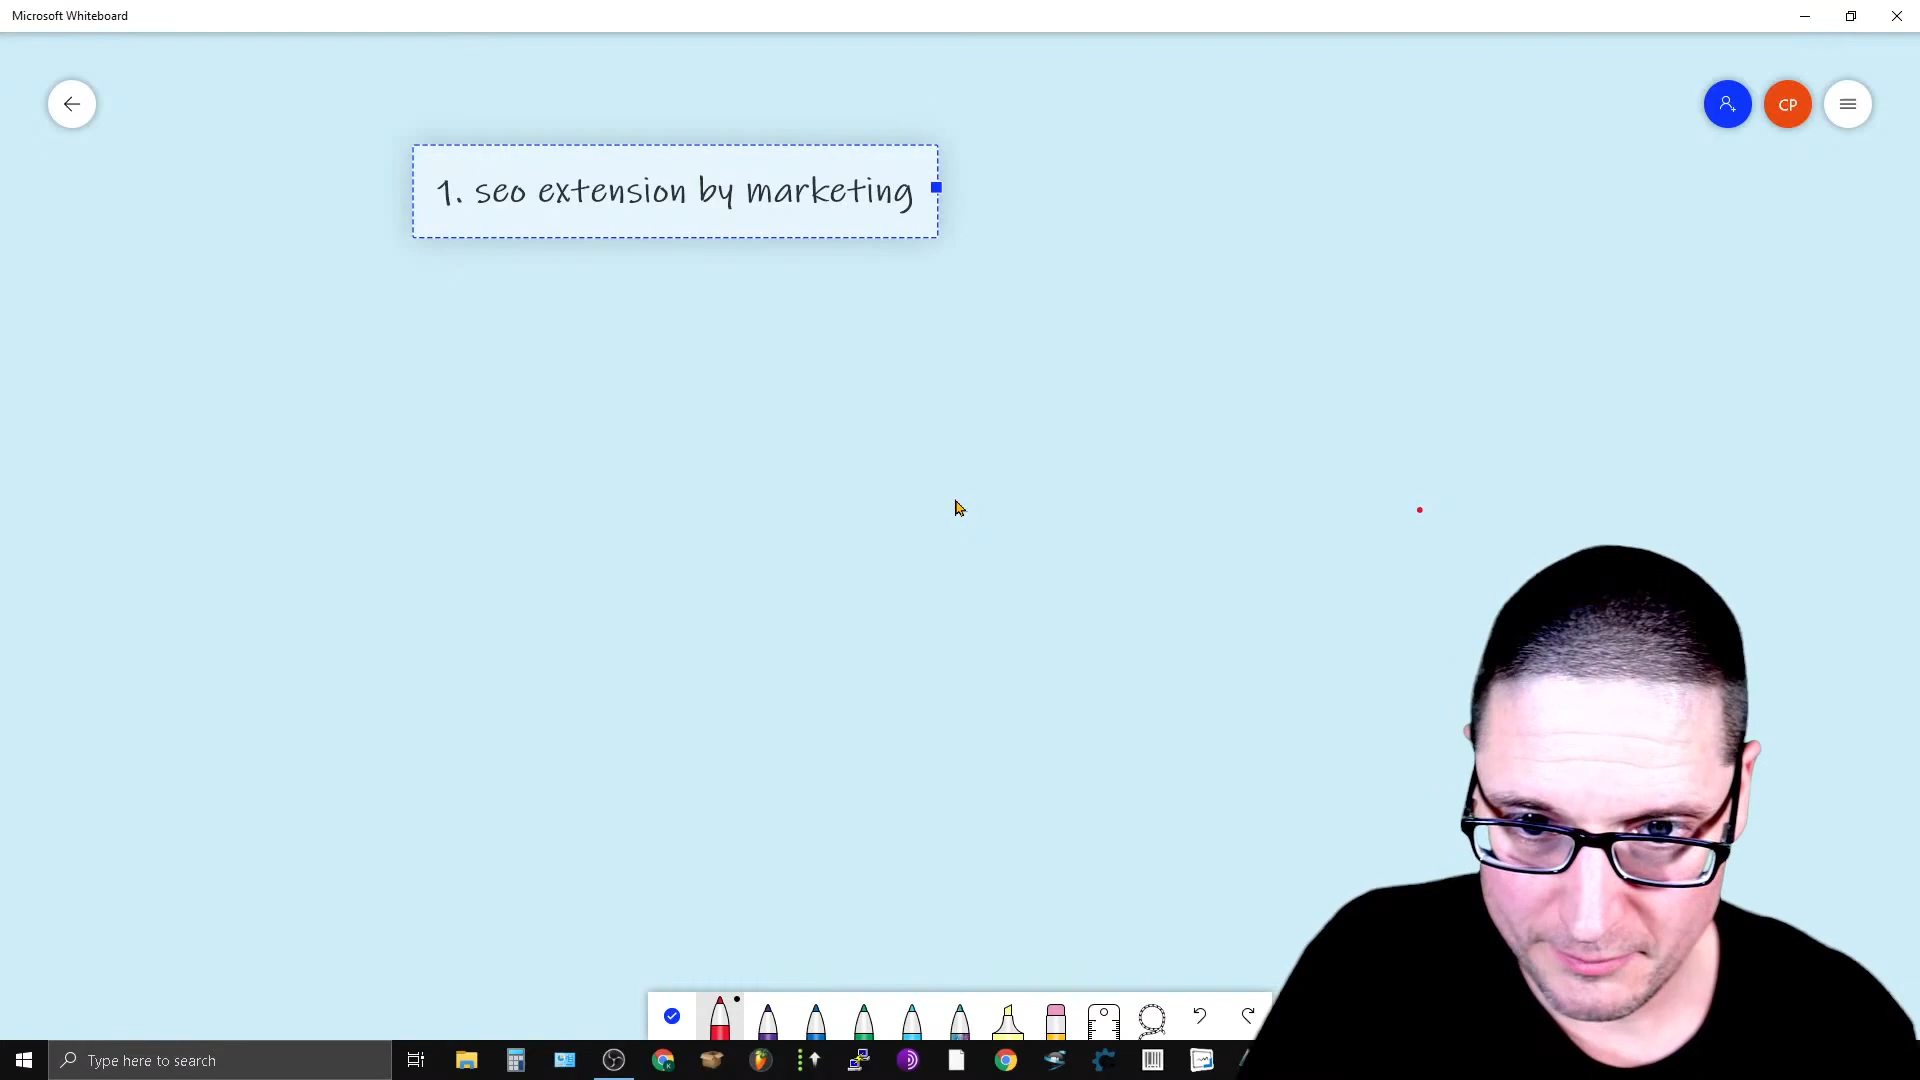 Microsoft Whiteboard
CP
1. seo extension by marketing
Type here to search